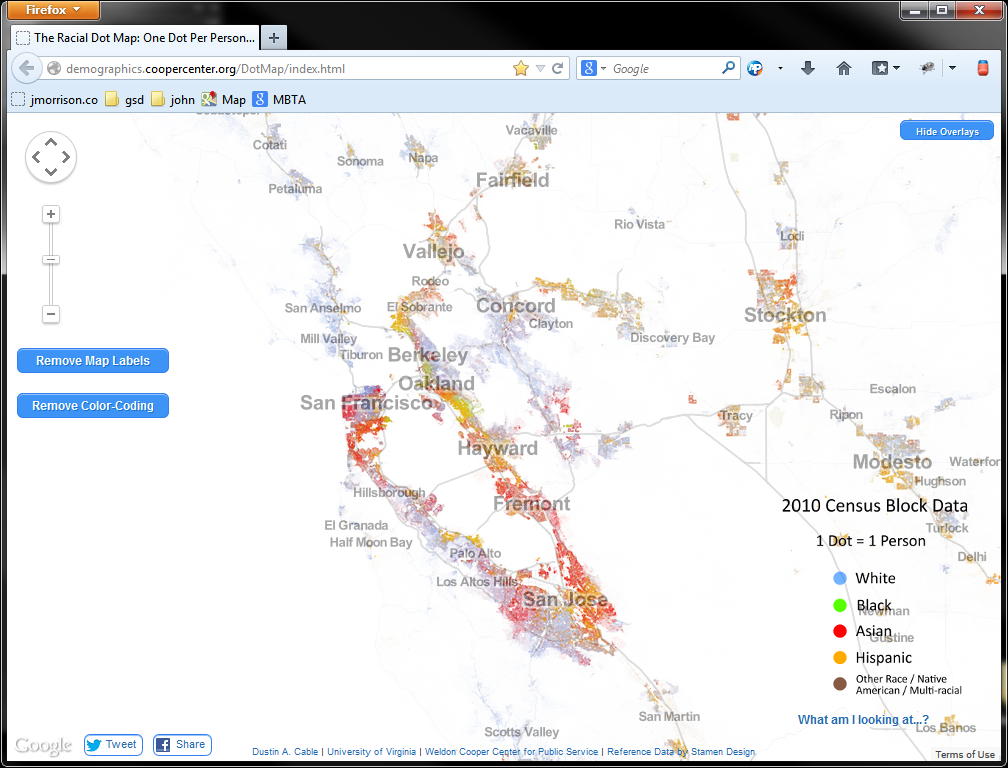 Firefox
The Racial Dot Map: One Dot Per Person...
demographics.coopercenter.org/DotMap/index.html
Google
jmorrison.co gsd john Map MBTA
Hide Overlays
Vacaville
Cotati
Sonoma
Napa
Petaluma
Fairfield
Rio Vista
Lodi
Vallejo
Rodeo
San Anselmo
El Sobrante
Concord
Clayton
Stockton
Mill Valley
Discovery Bay
Tiburon
Berkeley
Remove Map Labels
Oakland
Escalon
San Francisco
Remove Color-Coding
Tracy
Ripon
Hayward
Modesto
Waterfor
Hughson
Hillsborough
Fremont
2010 Census Block Data
El Granada
Turlock
Half Moon Bay
1 Dot = 1 Person
Palo Alto
Delhi
Los Altos Hills
White
San Jose
Black
Newman
Asian
Gustine
Hispanic
Other Race / Native
American / Multi-racial
San Martin
What am I looking at...?
Los Banos
Scotts Valley
Google
Tweet
Share
Dustin A. Cable | University of Virginia | Weldon Cooper Center for Public Service | Reference Data by Stamen Design
Terms of Use